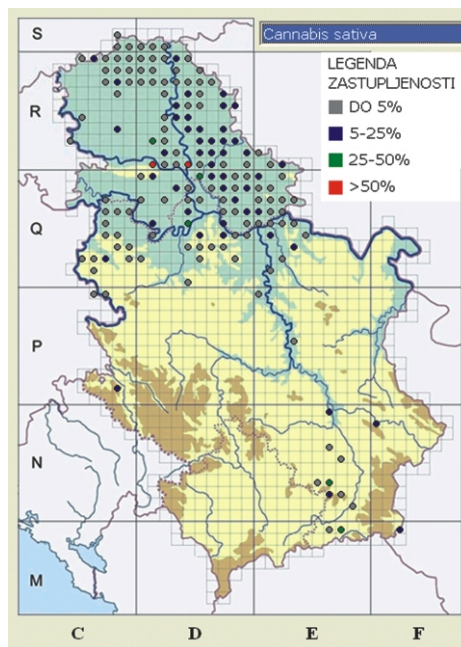 Cannabis sativa
LEGENDA
ZASTUPLJENOSTI
DO 5%
5-25%
25-50%
>50%
S
R
Q
P
N
M
C D E F